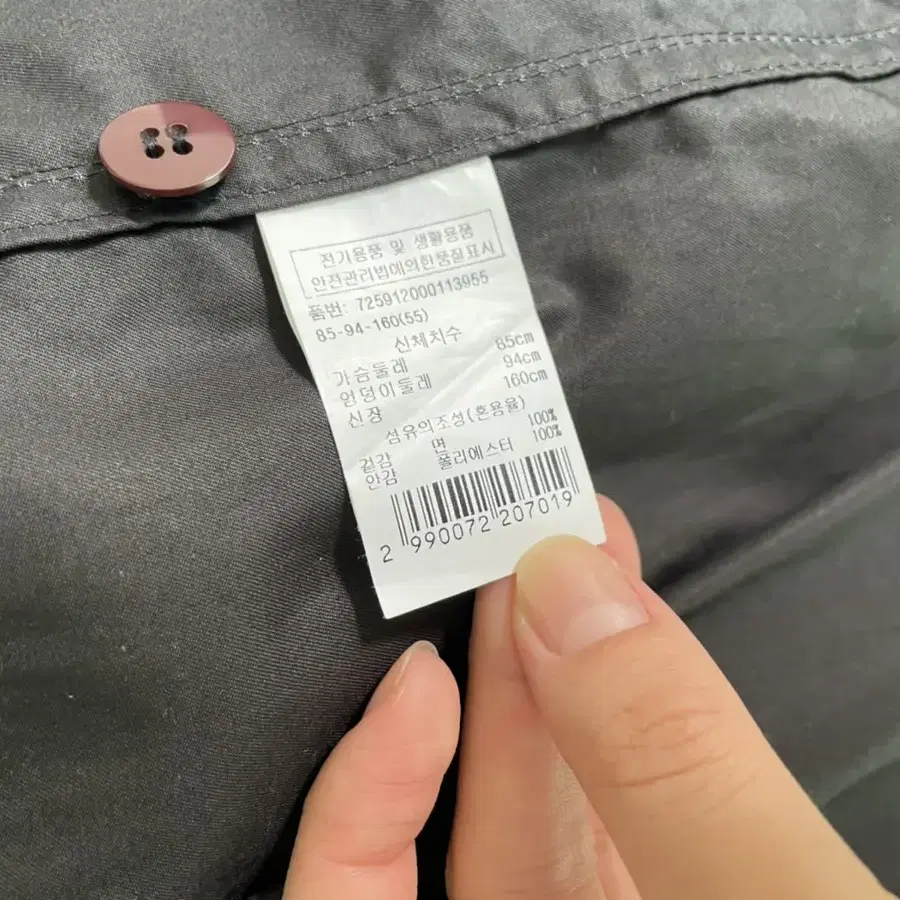 전기용품 및 생활용품
안전관리법에의한품질표시
품번: 725912000113955
85-94-160(55)
신체치수
가슴둘레 85cm
엉덩이둘레 94cm
신장 160cm
섬유의조성(혼용율)
겉감 면 100%
안감 폴리에스터 100%
2 990072 207019